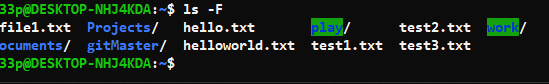 33p@DESKTOP-NHJ4KDA:~$ ls -F
file1.txt Projects/ hello.txt play/ test2.txt work/
ocuments/ gitMaster/ helloworld.txt test1.txt test3.txt
33p@DESKTOP-NHJ4KDA:~$